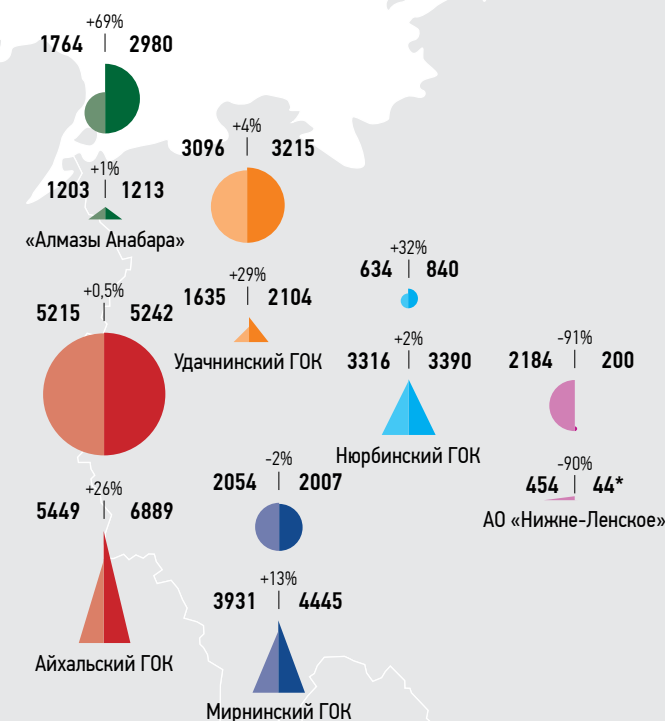 +69%
1764 | 2980
+1%
1203 | 1213
«Алмазы Анабара»
+4%
3096 | 3215
+29%
1635 | 2104
Удачнинский ГОК
+32%
634 | 840
+2%
3316 | 3390
Нюрбинский ГОК
-91%
2184 | 200
-90%
454 | 44*
АО «Нижне-Ленское»
+0,5%
5215 | 5242
+26%
5449 | 6889
Айхальский ГОК
-2%
2054 | 2007
+13%
3931 | 4445
Мирнинский ГОК